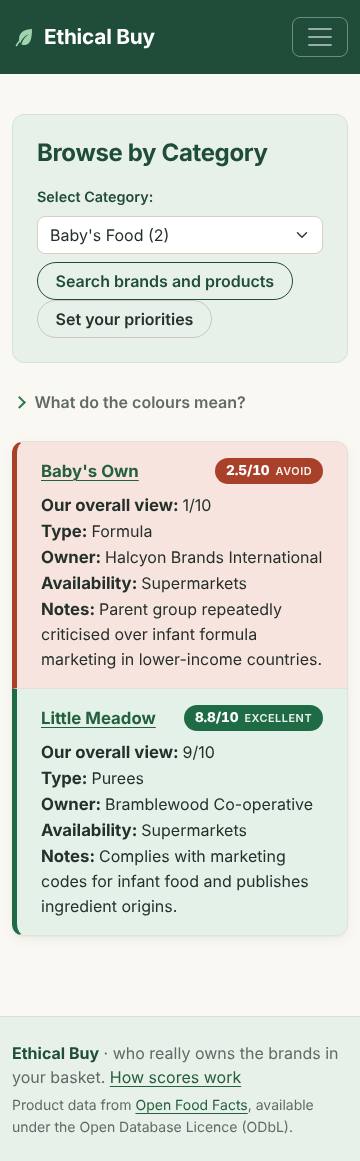 Ethical Buy
Browse by Category
Select Category:
Baby's Food (2)
Search brands and products
Set your priorities
What do the colours mean?
Baby's Own 2.5/10 AVOID
Our overall view: 1/10
Type: Formula
Owner: Halcyon Brands International
Availability: Supermarkets
Notes: Parent group repeatedly
criticised over infant formula
marketing in lower-income countries.
Little Meadow 8.8/10 EXCELLENT
Our overall view: 9/10
Type: Purees
Owner: Bramblewood Co-operative
Availability: Supermarkets
Notes: Complies with marketing
codes for infant food and publishes
ingredient origins.
Ethical Buy · who really owns the brands in
your basket. How scores work
Product data from Open Food Facts, available
under the Open Database Licence (ODbL).